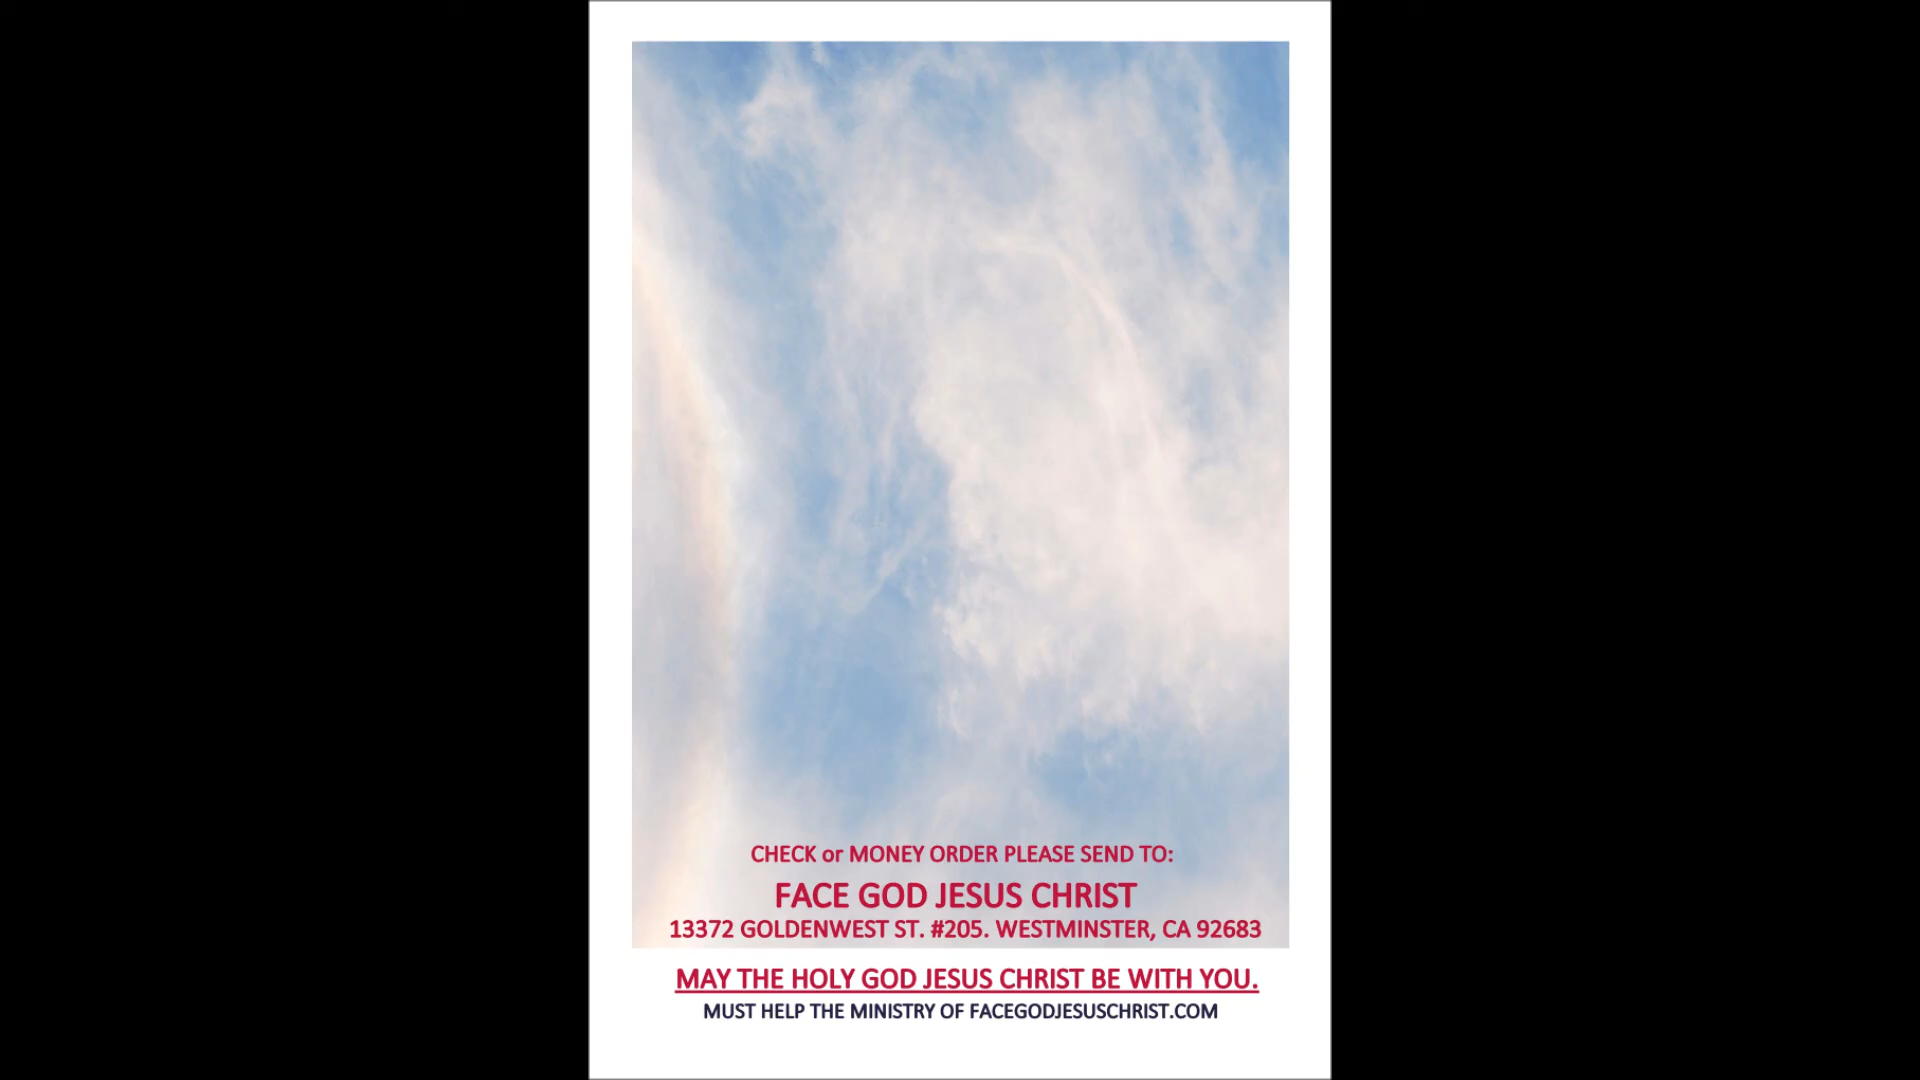 CHECK or MONEY ORDER PLEASE SEND TO:
FACE GOD JESUS CHRIST
13372 GOLDENWEST ST. #205. WESTMINSTER, CA 92683
MAY THE HOLY GOD JESUS CHRIST BE WITH YOU.
MUST HELP THE MINISTRY OF FACEGODJESUSCHRIST.COM